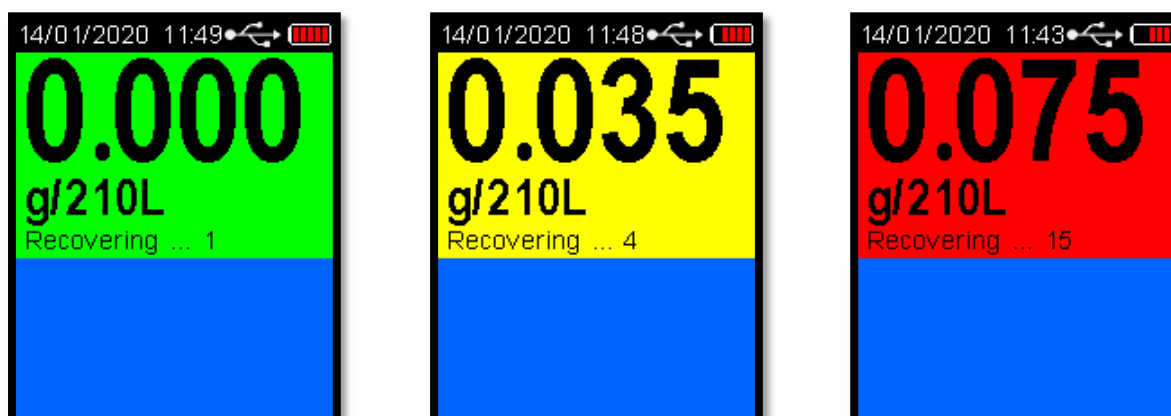 14/01/2020 11:49
0.000
g/210L
Recovering ... 1
14/01/2020 11:48
0.035
g/210L
Recovering ... 4
14/01/2020 11:43
0.075
g/210L
Recovering ... 15